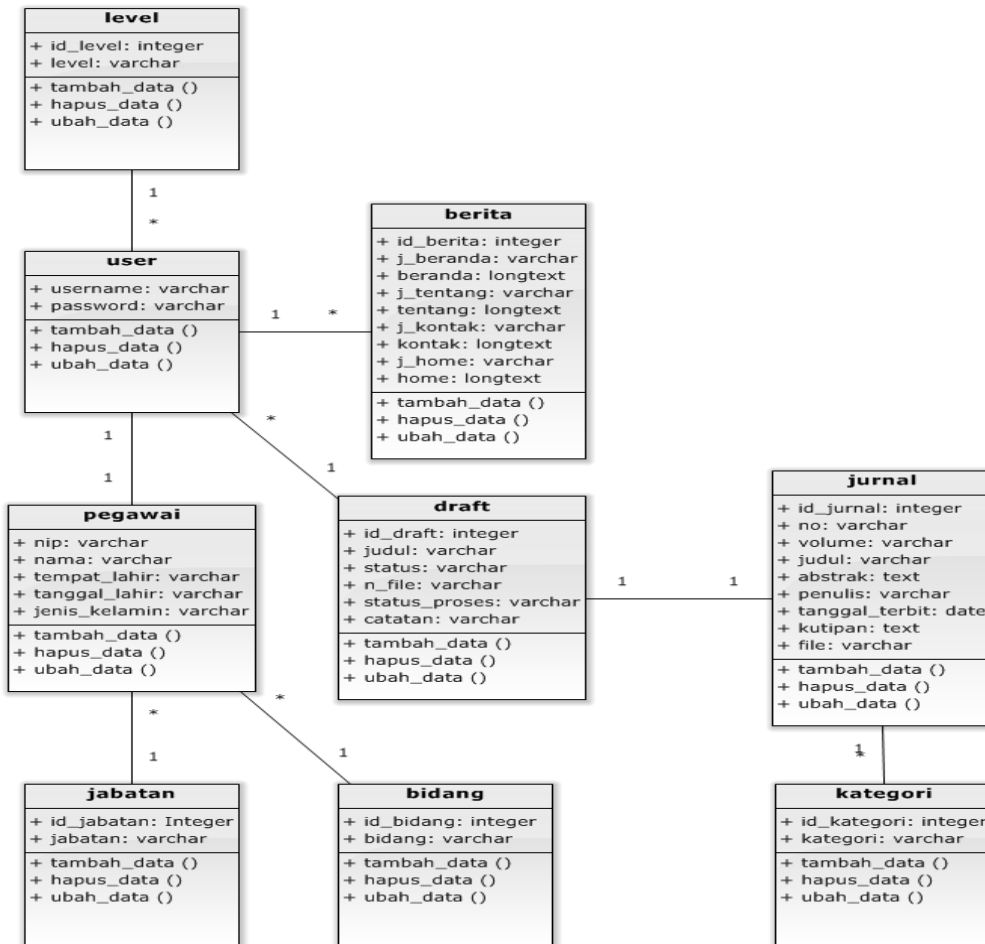 level
+ id_level: integer
+ level: varchar
+ tambah_data ()
+ hapus_data ()
+ ubah_data ()
1
*
user
+ username: varchar
+ password: varchar
+ tambah_data ()
+ hapus_data ()
+ ubah_data ()
1
*
berita
+ id_berita: integer
+ j_beranda: varchar
+ beranda: longtext
+ j_tentang: varchar
+ tentang: longtext
+ j_kontak: varchar
+ kontak: longtext
+ j_home: varchar
+ home: longtext
+ tambah_data ()
+ hapus_data ()
+ ubah_data ()
1
1
*
1
pegawai
+ nip: varchar
+ nama: varchar
+ tempat_lahir: varchar
+ tanggal_lahir: varchar
+ jenis_kelamin: varchar
+ tambah_data ()
+ hapus_data ()
+ ubah_data ()
draft
+ id_draft: integer
+ judul: varchar
+ status: varchar
+ n_file: varchar
+ status_proses: varchar
+ catatan: varchar
+ tambah_data ()
+ hapus_data ()
+ ubah_data ()
1
1
jurnal
+ id_jurnal: integer
+ no: varchar
+ volume: varchar
+ judul: varchar
+ abstrak: text
+ penulis: varchar
+ tanggal_terbit: date
+ kutipan: text
+ file: varchar
+ tambah_data ()
+ hapus_data ()
+ ubah_data ()
*
1
*
1
1
*
jabatan
+ id_jabatan: Integer
+ jabatan: varchar
+ tambah_data ()
+ hapus_data ()
+ ubah_data ()
bidang
+ id_bidang: integer
+ bidang: varchar
+ tambah_data ()
+ hapus_data ()
+ ubah_data ()
kategori
+ id_kategori: integer
+ kategori: varchar
+ tambah_data ()
+ hapus_data ()
+ ubah_data ()